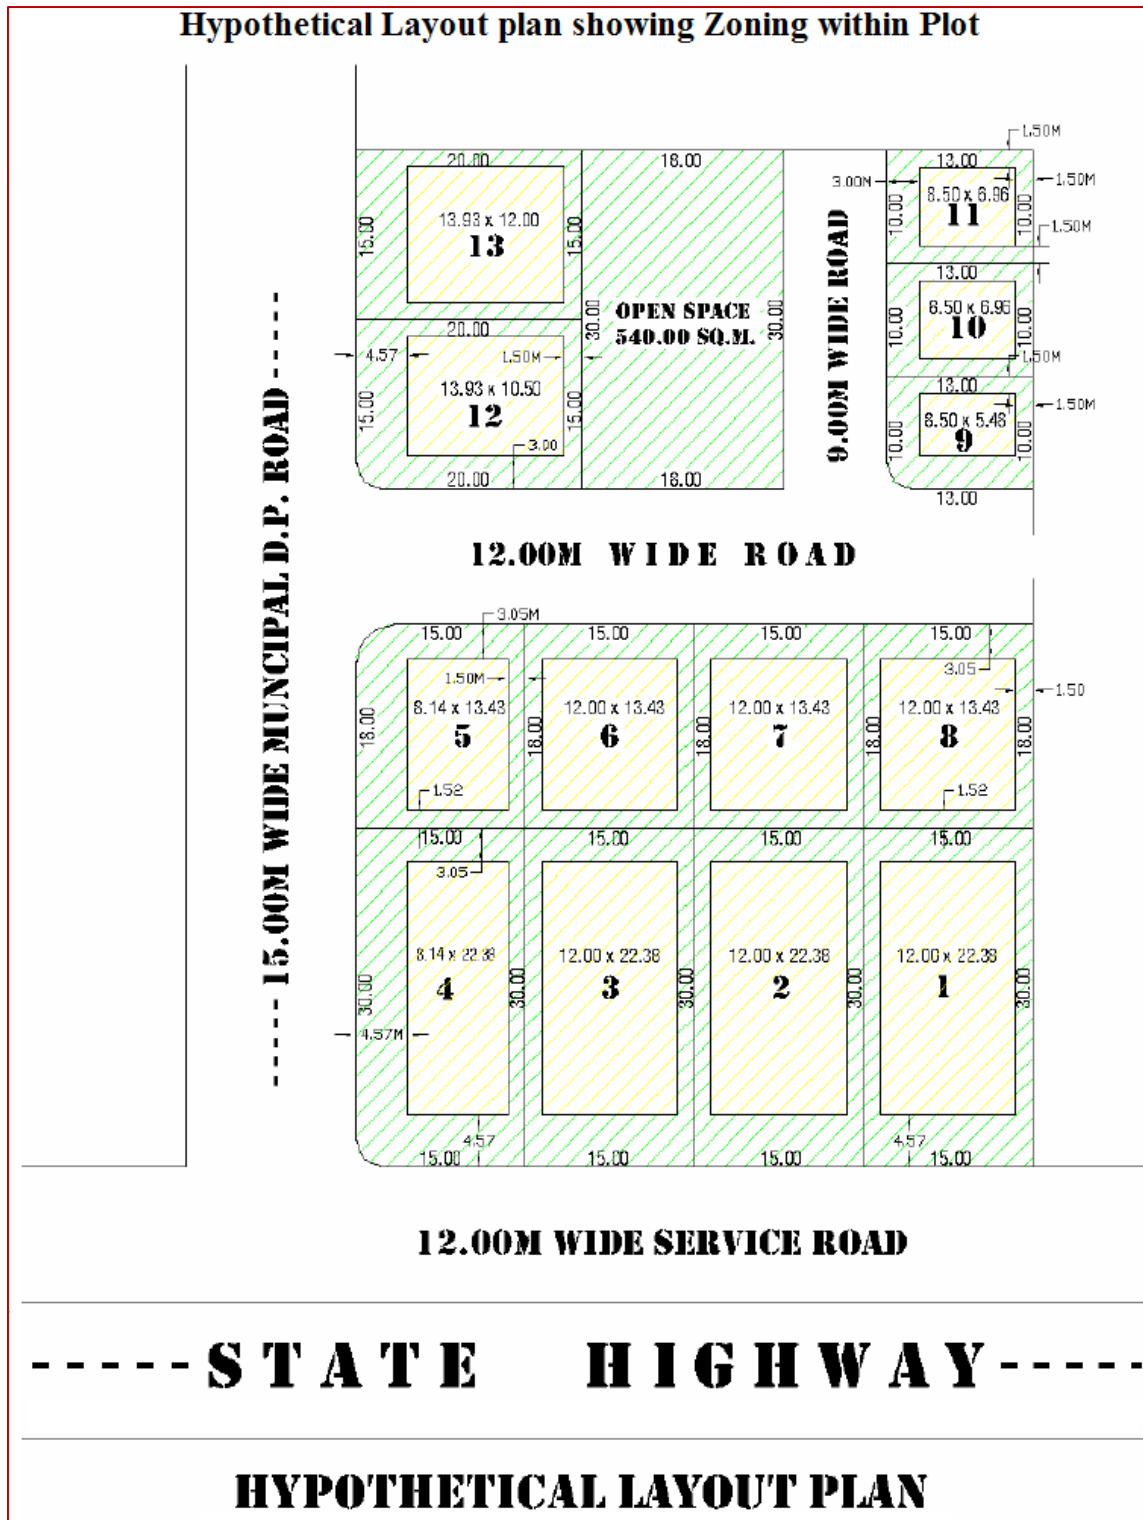 Hypothetical Layout plan showing Zoning within Plot
1.50M
20.00
18.00
13.00
3.00M
1.50M
8.50 x 6.96
11
10.00
10.00
1.50M
13.93 x 12.00
13
15.00
15.00
9.00M WIDE ROAD
13.00
8.50 x 6.96
10
10.00
10.00
OPEN SPACE
540.00 SQ.M.
30.00
30.00
20.00
4.57
1.50M
1.50M
13.00
1.50M
13.93 x 10.50
12
15.00
15.00
8.50 x 5.48
9
10.00
10.00
3.00
20.00
18.00
13.00
12.00M WIDE ROAD
15.00M WIDE MUNCIPAL D.P. ROAD
3.05M
15.00
15.00
15.00
15.00
3.05
1.50M
1.50
8.14 x 13.43
12.00 x 13.43
12.00 x 13.43
12.00 x 13.43
5
6
7
8
18.00
18.00
18.00
18.00
18.00
1.52
1.52
15.00
15.00
15.00
15.00
3.05
8.14 x 22.38
12.00 x 22.38
12.00 x 22.38
12.00 x 22.38
4
3
2
1
30.00
30.00
30.00
30.00
30.00
4.57M
4.57
4.57
15.00
15.00
15.00
15.00
12.00M WIDE SERVICE ROAD
STATE HIGHWAY
HYPOTHETICAL LAYOUT PLAN